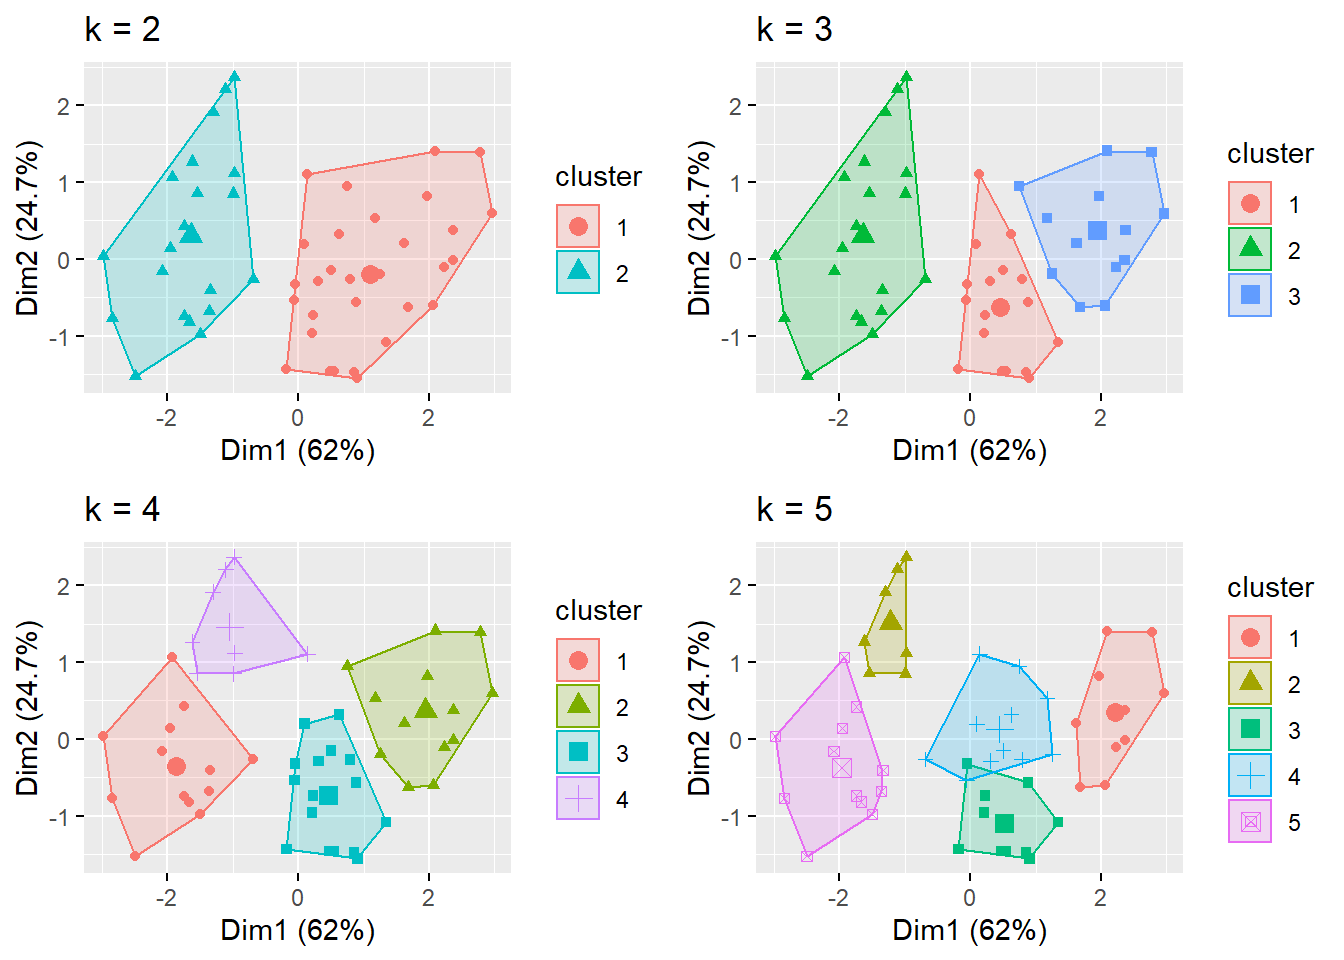 k = 2
2
1
0
-1
-2
0
2
Dim1 (62%)
Dim2 (24.7%)
cluster
1
2
k = 3
2
1
0
-1
-2
0
2
Dim1 (62%)
Dim2 (24.7%)
cluster
1
2
3
k = 4
2
1
0
-1
-2
0
2
Dim1 (62%)
Dim2 (24.7%)
cluster
1
2
3
4
k = 5
2
1
0
-1
-2
0
2
Dim1 (62%)
Dim2 (24.7%)
cluster
1
2
3
4
5